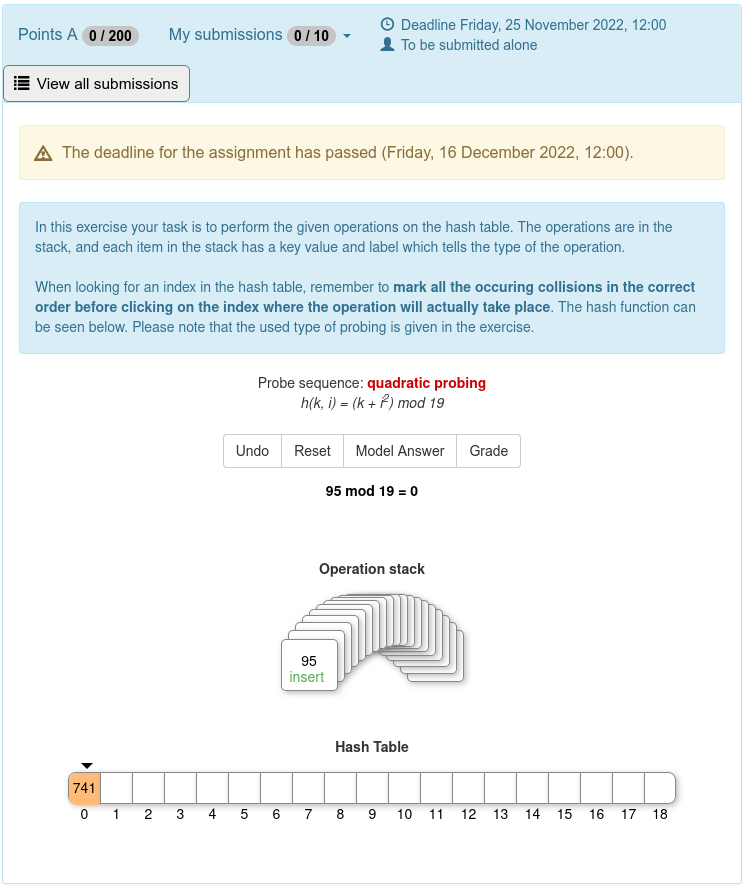 Points A 0 / 200 My submissions 0 / 10
Deadline Friday, 25 November 2022, 12:00
To be submitted alone
View all submissions
The deadline for the assignment has passed (Friday, 16 December 2022, 12:00).
In this exercise your task is to perform the given operations on the hash table. The operations are in the
stack, and each item in the stack has a key value and label which tells the type of the operation.
When looking for an index in the hash table, remember to mark all the occuring collisions in the correct
order before clicking on the index where the operation will actually take place. The hash function can
be seen below. Please note that the used type of probing is given in the exercise.
Probe sequence: quadratic probing
h(k, i) = (k + i²) mod 19
Undo Reset Model Answer Grade
95 mod 19 = 0
Operation stack
95
insert
Hash Table
741
0 1 2 3 4 5 6 7 8 9 10 11 12 13 14 15 16 17 18